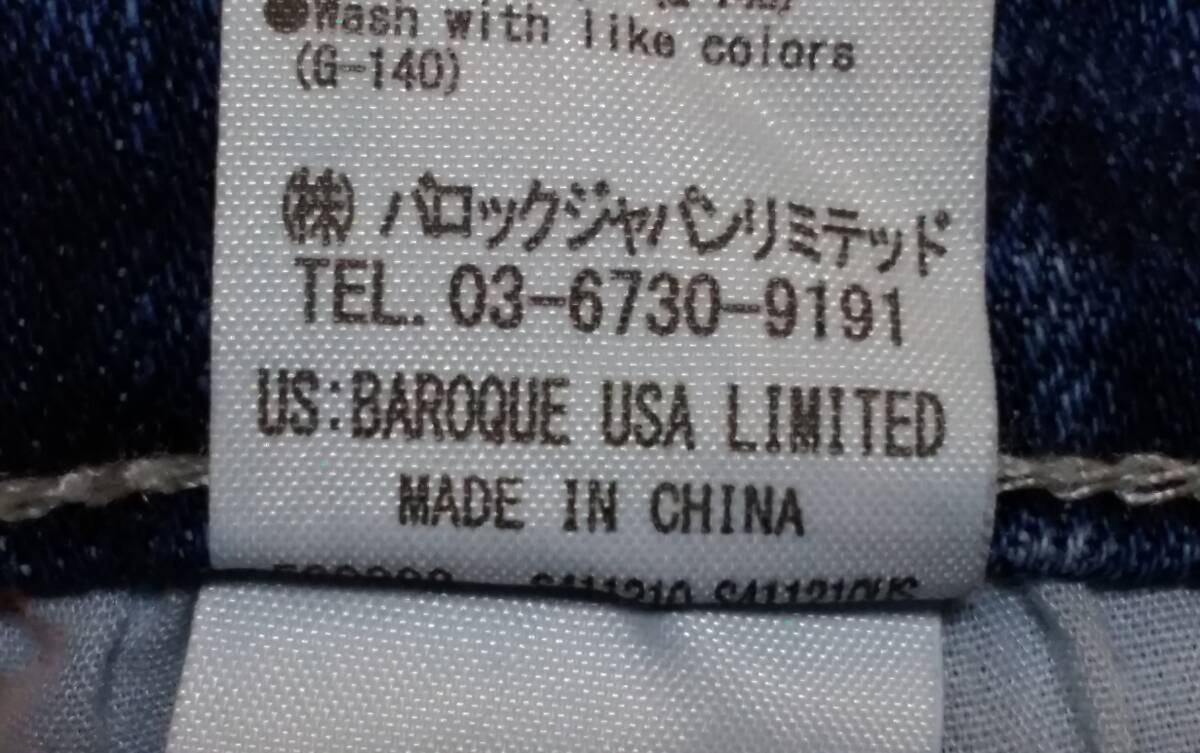 ●Wash with like colors
(G-140)
(株) バロックジャパンリミテッド
TEL. 03-6730-9191
US:BAROQUE USA LIMITED
MADE IN CHINA